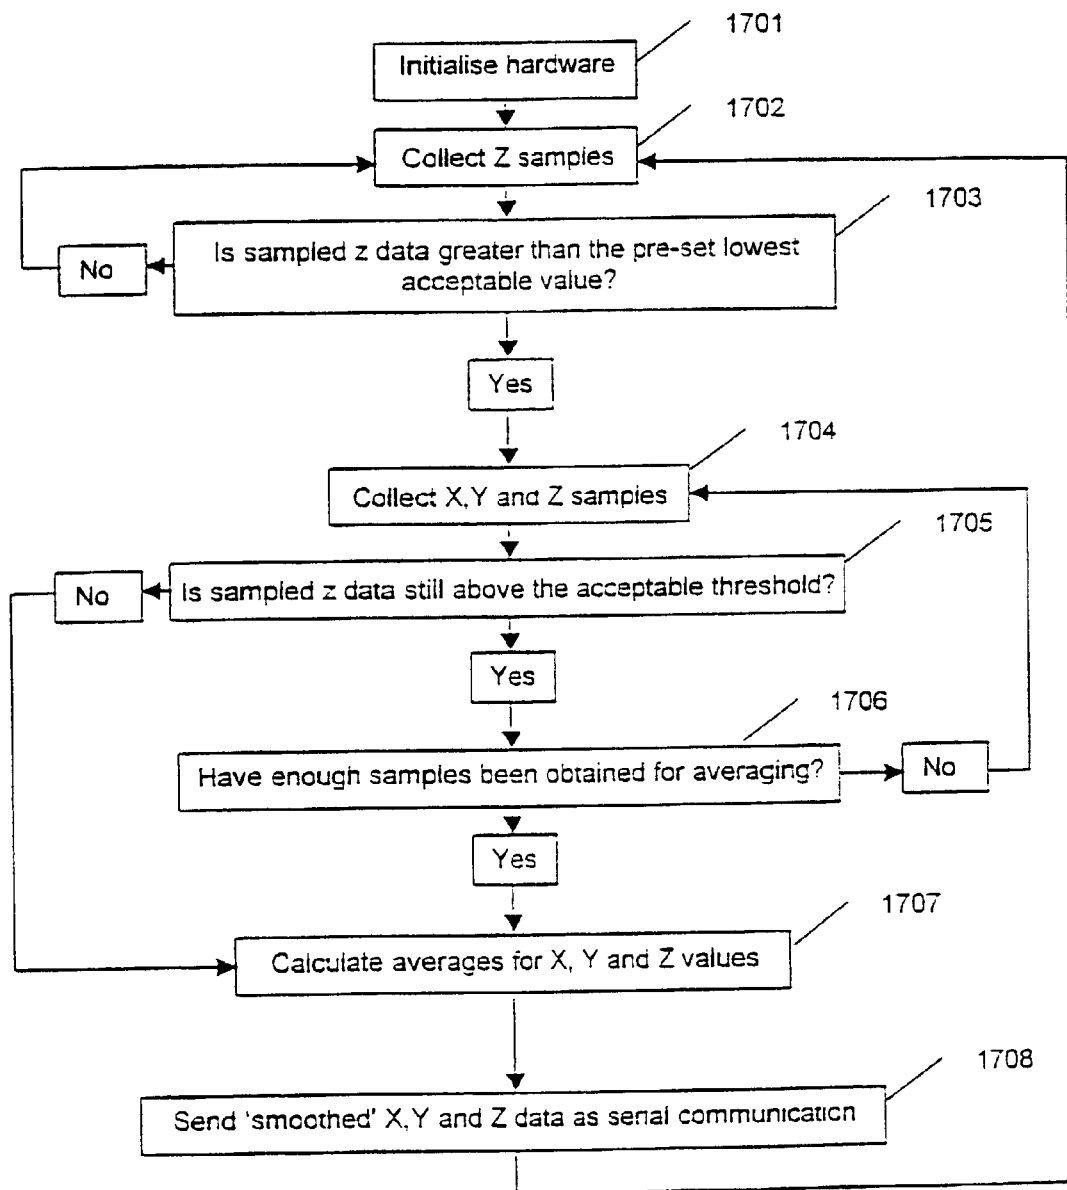 1701
Initialise hardware
1702
Collect Z samples
1703
Is sampled z data greater than the pre-set lowest
acceptable value?
No
Yes
1704
Collect X,Y and Z samples
1705
Is sampled z data still above the acceptable threshold?
No
Yes
1706
Have enough samples been obtained for averaging?
No
Yes
1707
Calculate averages for X, Y and Z values
1708
Send 'smoothed' X,Y and Z data as serial communication